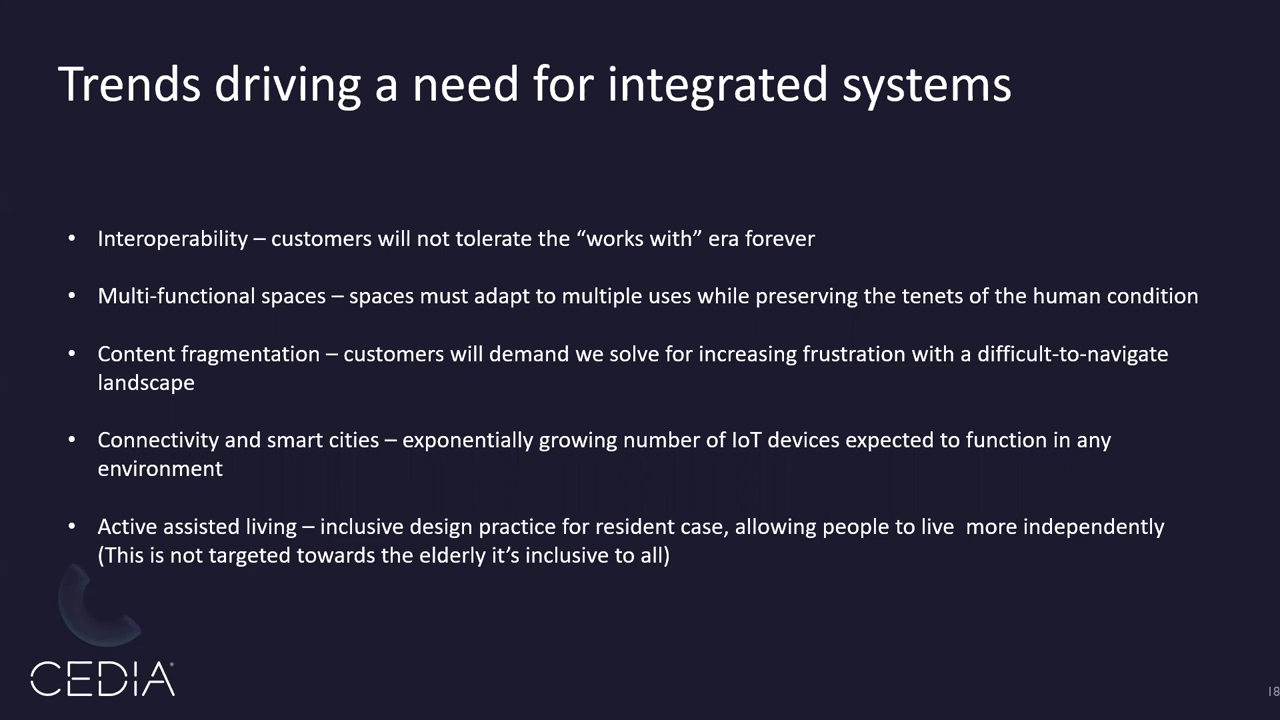 Trends driving a need for integrated systems
• Interoperability – customers will not tolerate the “works with” era forever
• Multi-functional spaces – spaces must adapt to multiple uses while preserving the tenets of the human condition
• Content fragmentation – customers will demand we solve for increasing frustration with a difficult-to-navigate
landscape
• Connectivity and smart cities – exponentially growing number of IoT devices expected to function in any
environment
• Active assisted living – inclusive design practice for resident case, allowing people to live  more independently
(This is not targeted towards the elderly it’s inclusive to all)
CEDIA®
18